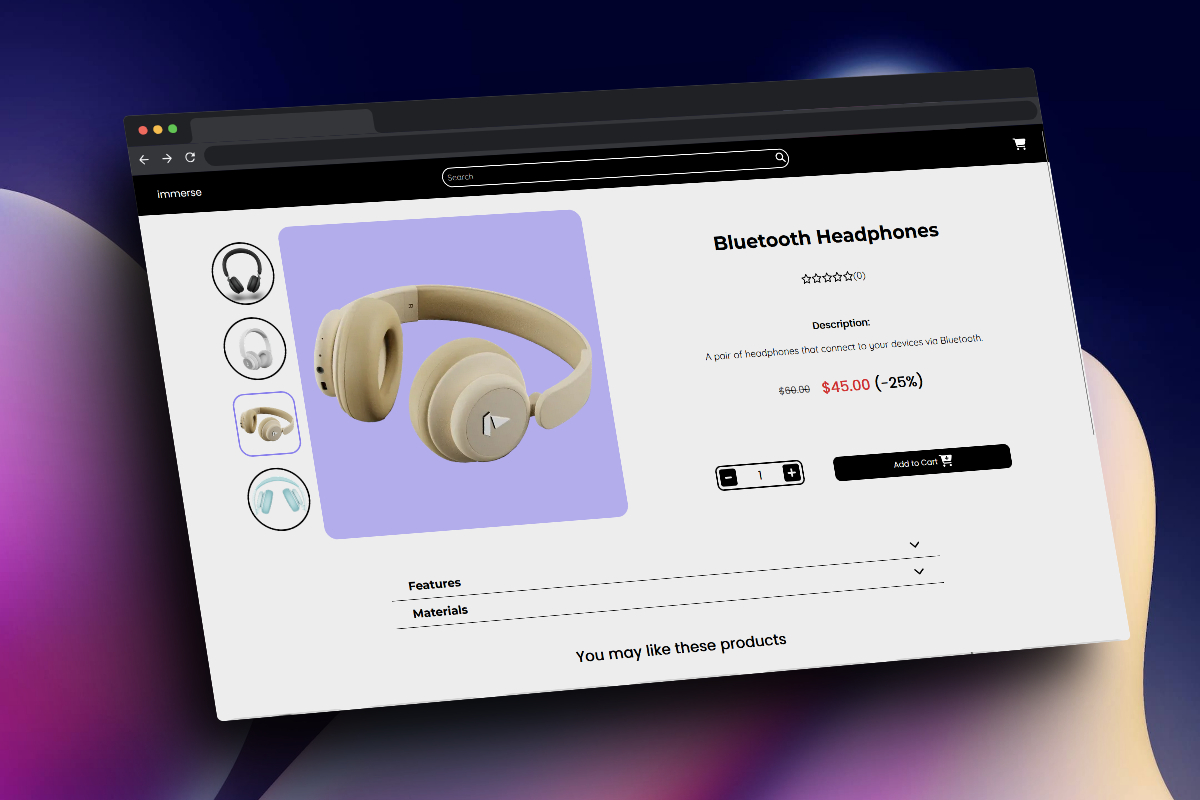 immerse
Search
Bluetooth Headphones
(0)
Description:
A pair of headphones that connect to your devices via Bluetooth.
$60.00 $45.00 (-25%)
R
1
Add to Cart
Features
Materials
You may like these products